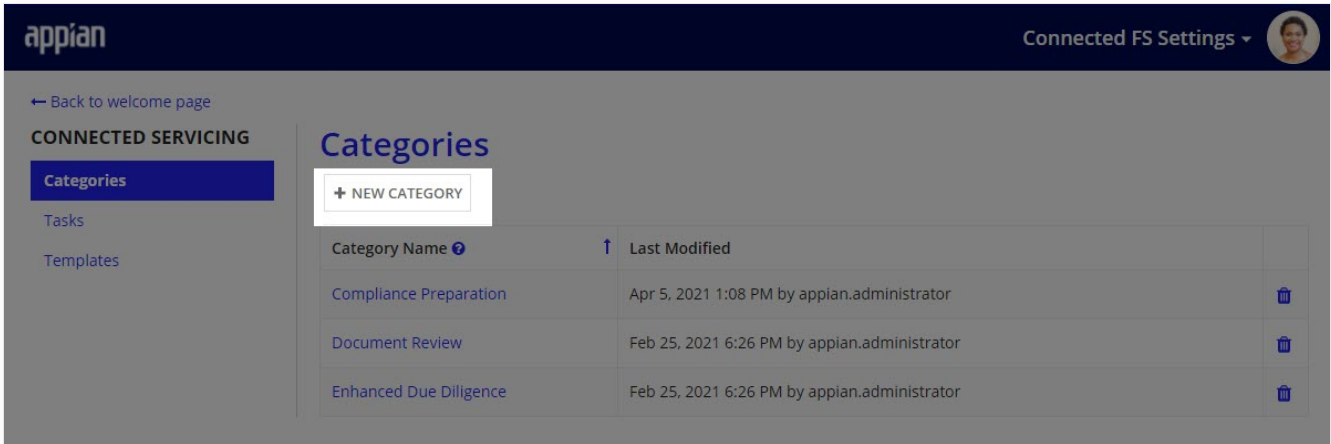 appian
Connected FS Settings
← Back to welcome page
CONNECTED SERVICING
Categories
Tasks
Templates
Categories
+ NEW CATEGORY
Category Name ? ↑ Last Modified
Compliance Preparation Apr 5, 2021 1:08 PM by appian.administrator
Document Review Feb 25, 2021 6:26 PM by appian.administrator
Enhanced Due Diligence Feb 25, 2021 6:26 PM by appian.administrator